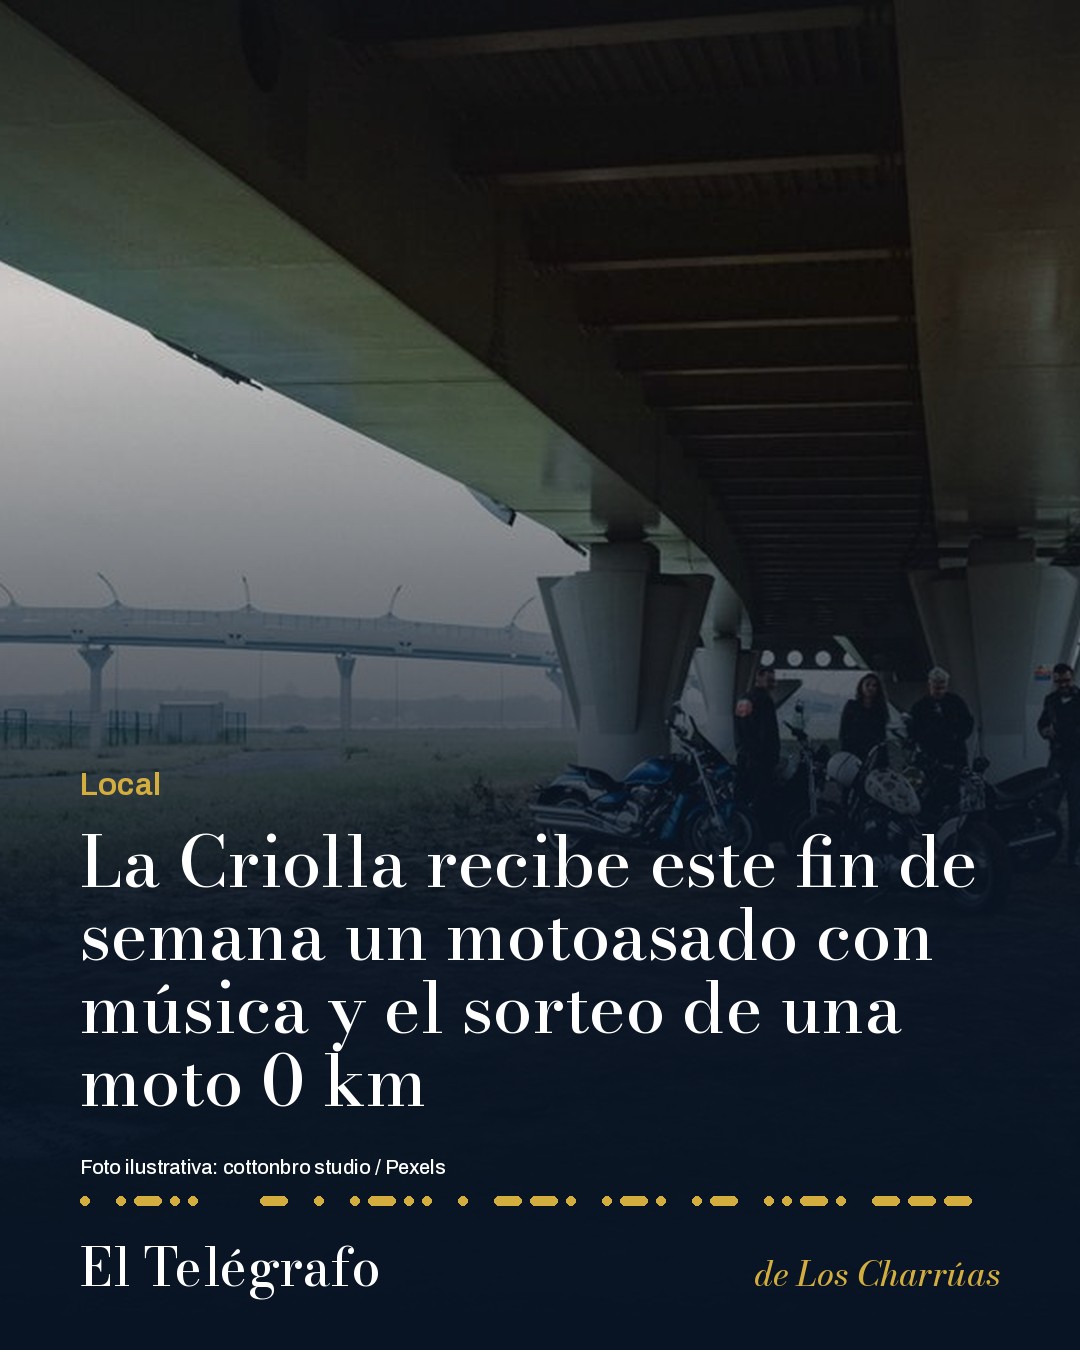 Local
La Criolla recibe este fin de
semana un motoasado con
música y el sorteo de una
moto 0 km
Foto ilustrativa: cottonbro studio / Pexels
El Telégrafo
de Los Charrúas